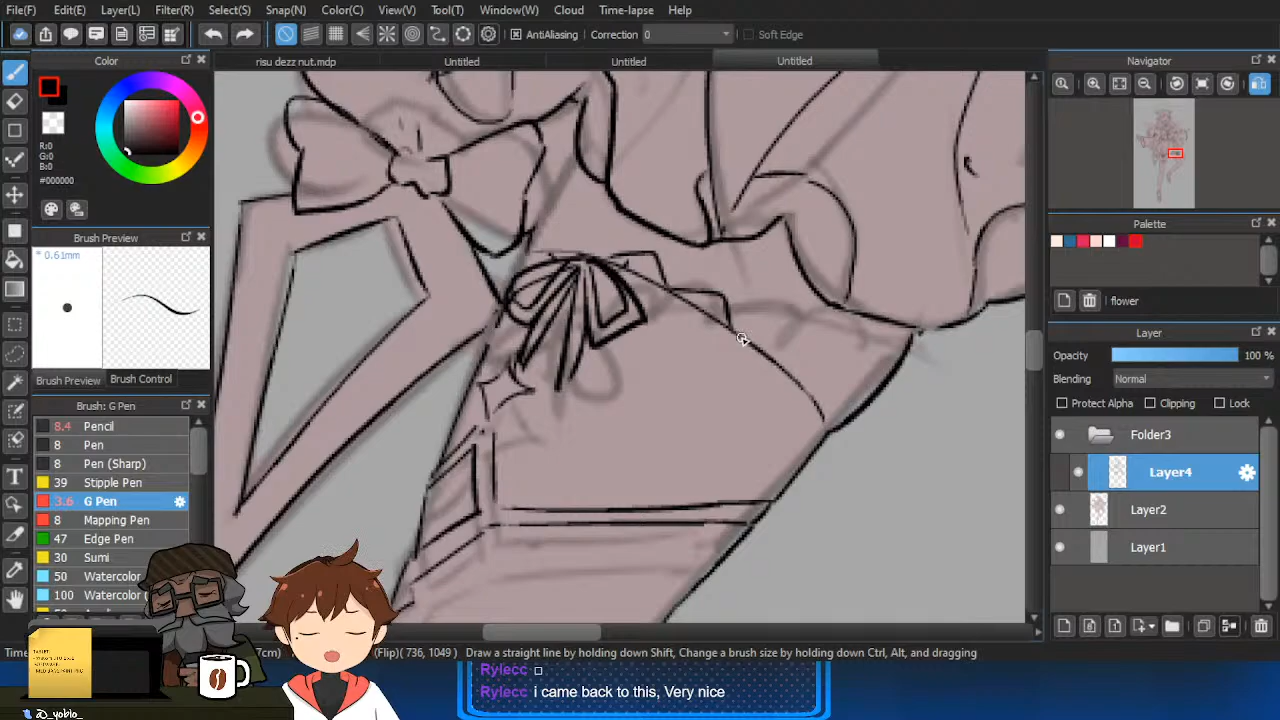 File(F) Edit(E) Layer(L) Filter(R) Select(S) Snap(N) Color(C) View(V) Tool(T) Window(W) Cloud Time-lapse Help
AntiAliasing Correction 0 Soft Edge
Color
risu dezz nut.mdp Untitled Untitled Untitled
Navigator
R:0
G:0
B:0
#000000
Brush Preview
* 0.61mm
Brush Preview Brush Control
Brush: G Pen
8.4 Pencil
8 Pen
8 Pen (Sharp)
39 Stipple Pen
3.6 G Pen
8 Mapping Pen
47 Edge Pen
30 Sumi
50 Watercolor
100 Watercolor (
Palette
flower
Layer
Opacity 100 %
Blending Normal
Protect Alpha Clipping Lock
Folder3
Layer4
Layer2
Layer1
7cm) (Flip)( 736, 1049 ) Draw a straight line by holding down Shift, Change a brush size by holding down Ctrl, Alt, and dragging
Rylecc □
Rylecc i came back to this, Very nice